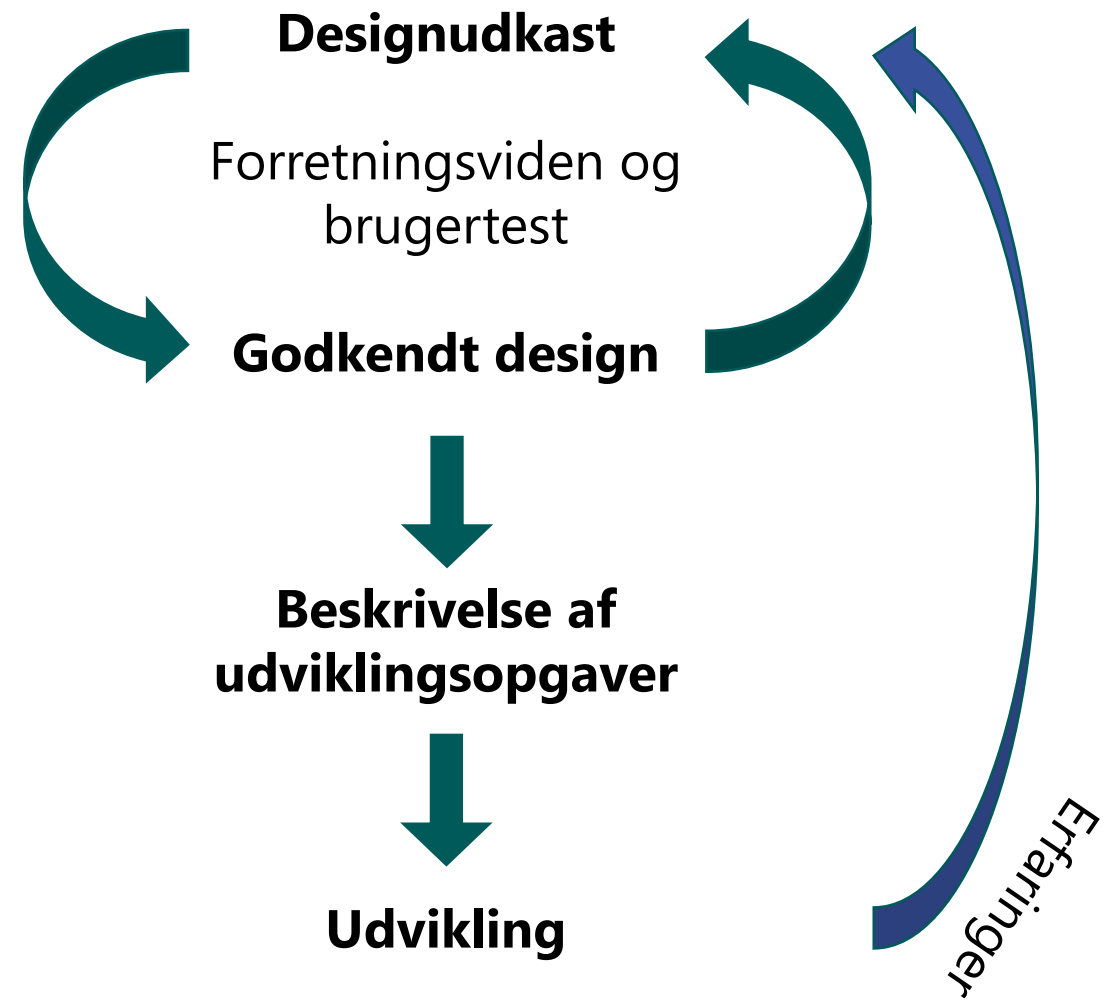 Designudkast
Forretningsviden og
brugertest
Godkendt design
Beskrivelse af
udviklingsopgaver
Udvikling
Erfaringer